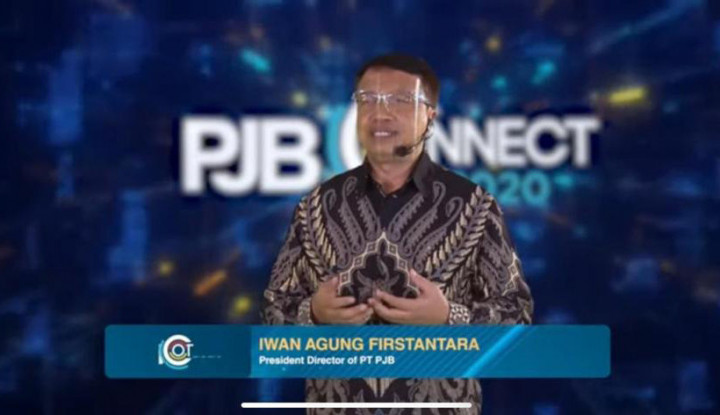 PJB CONNECT
2020
IWAN AGUNG FIRSTANTARA
President Director of PT PJB